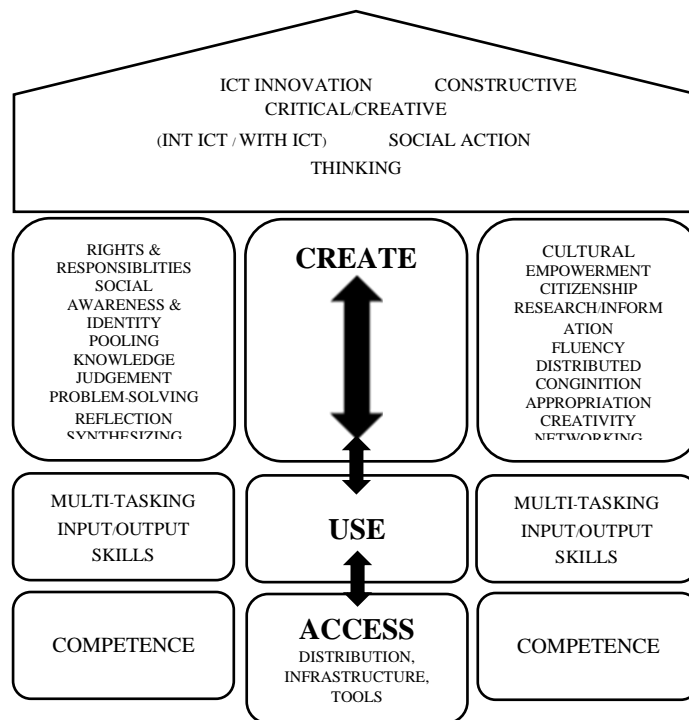 ICT INNOVATION CONSTRUCTIVE
CRITICAL/CREATIVE
(INT ICT / WITH ICT) SOCIAL ACTION
THINKING
RIGHTS &
RESPONSIBLITIES
SOCIAL
AWARENESS &
IDENTITY
POOLING
KNOWLEDGE
JUDGEMENT
PROBLEM-SOLVING
REFLECTION
SYNTHESIZING
CREATE
CULTURAL
EMPOWERMENT
CITIZENSHIP
RESEARCH/INFORM
ATION
FLUENCY
DISTRIBUTED
CONGINITION
APPROPRIATION
CREATIVITY
NETWORKING
MULTI-TASKING
INPUT/OUTPUT
SKILLS
USE
MULTI-TASKING
INPUT/OUTPUT
SKILLS
COMPETENCE
ACCESS
DISTRIBUTION,
INFRASTRUCTURE,
TOOLS
COMPETENCE